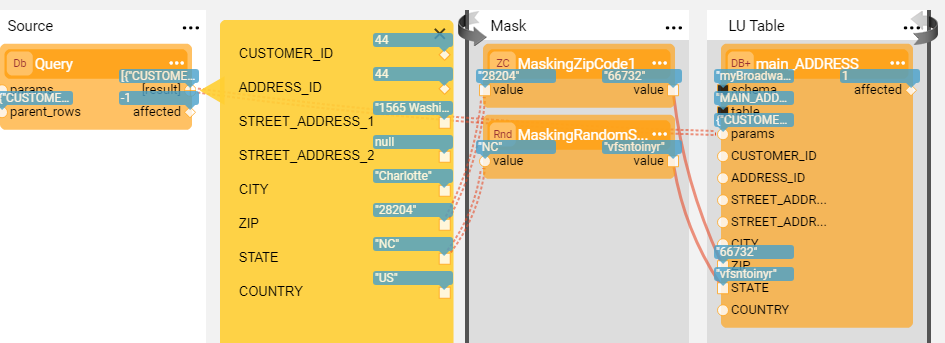 Source
Db Query
[{"CUSTOME...
params [result]
{"CUSTOME... -1
parent_rows affected
CUSTOMER_ID 44
ADDRESS_ID 44
STREET_ADDRESS_1 "1565 Washi...
STREET_ADDRESS_2 null
CITY "Charlotte"
ZIP "28204"
STATE "NC"
COUNTRY "US"
Mask
ZC MaskingZipCode1
"28204" "66732"
value value
Rnd MaskingRandomS...
"NC" "vfsntoinyr"
value value
LU Table
DB+ main_ADDRESS
"myBroadwa... 1
schema affected
"MAIN_ADD...
table
{"CUSTOME...
params
CUSTOMER_ID
ADDRESS_ID
STREET_ADDR...
STREET_ADDR...
CITY
"66732"
ZIP
"vfsntoinyr"
STATE
COUNTRY